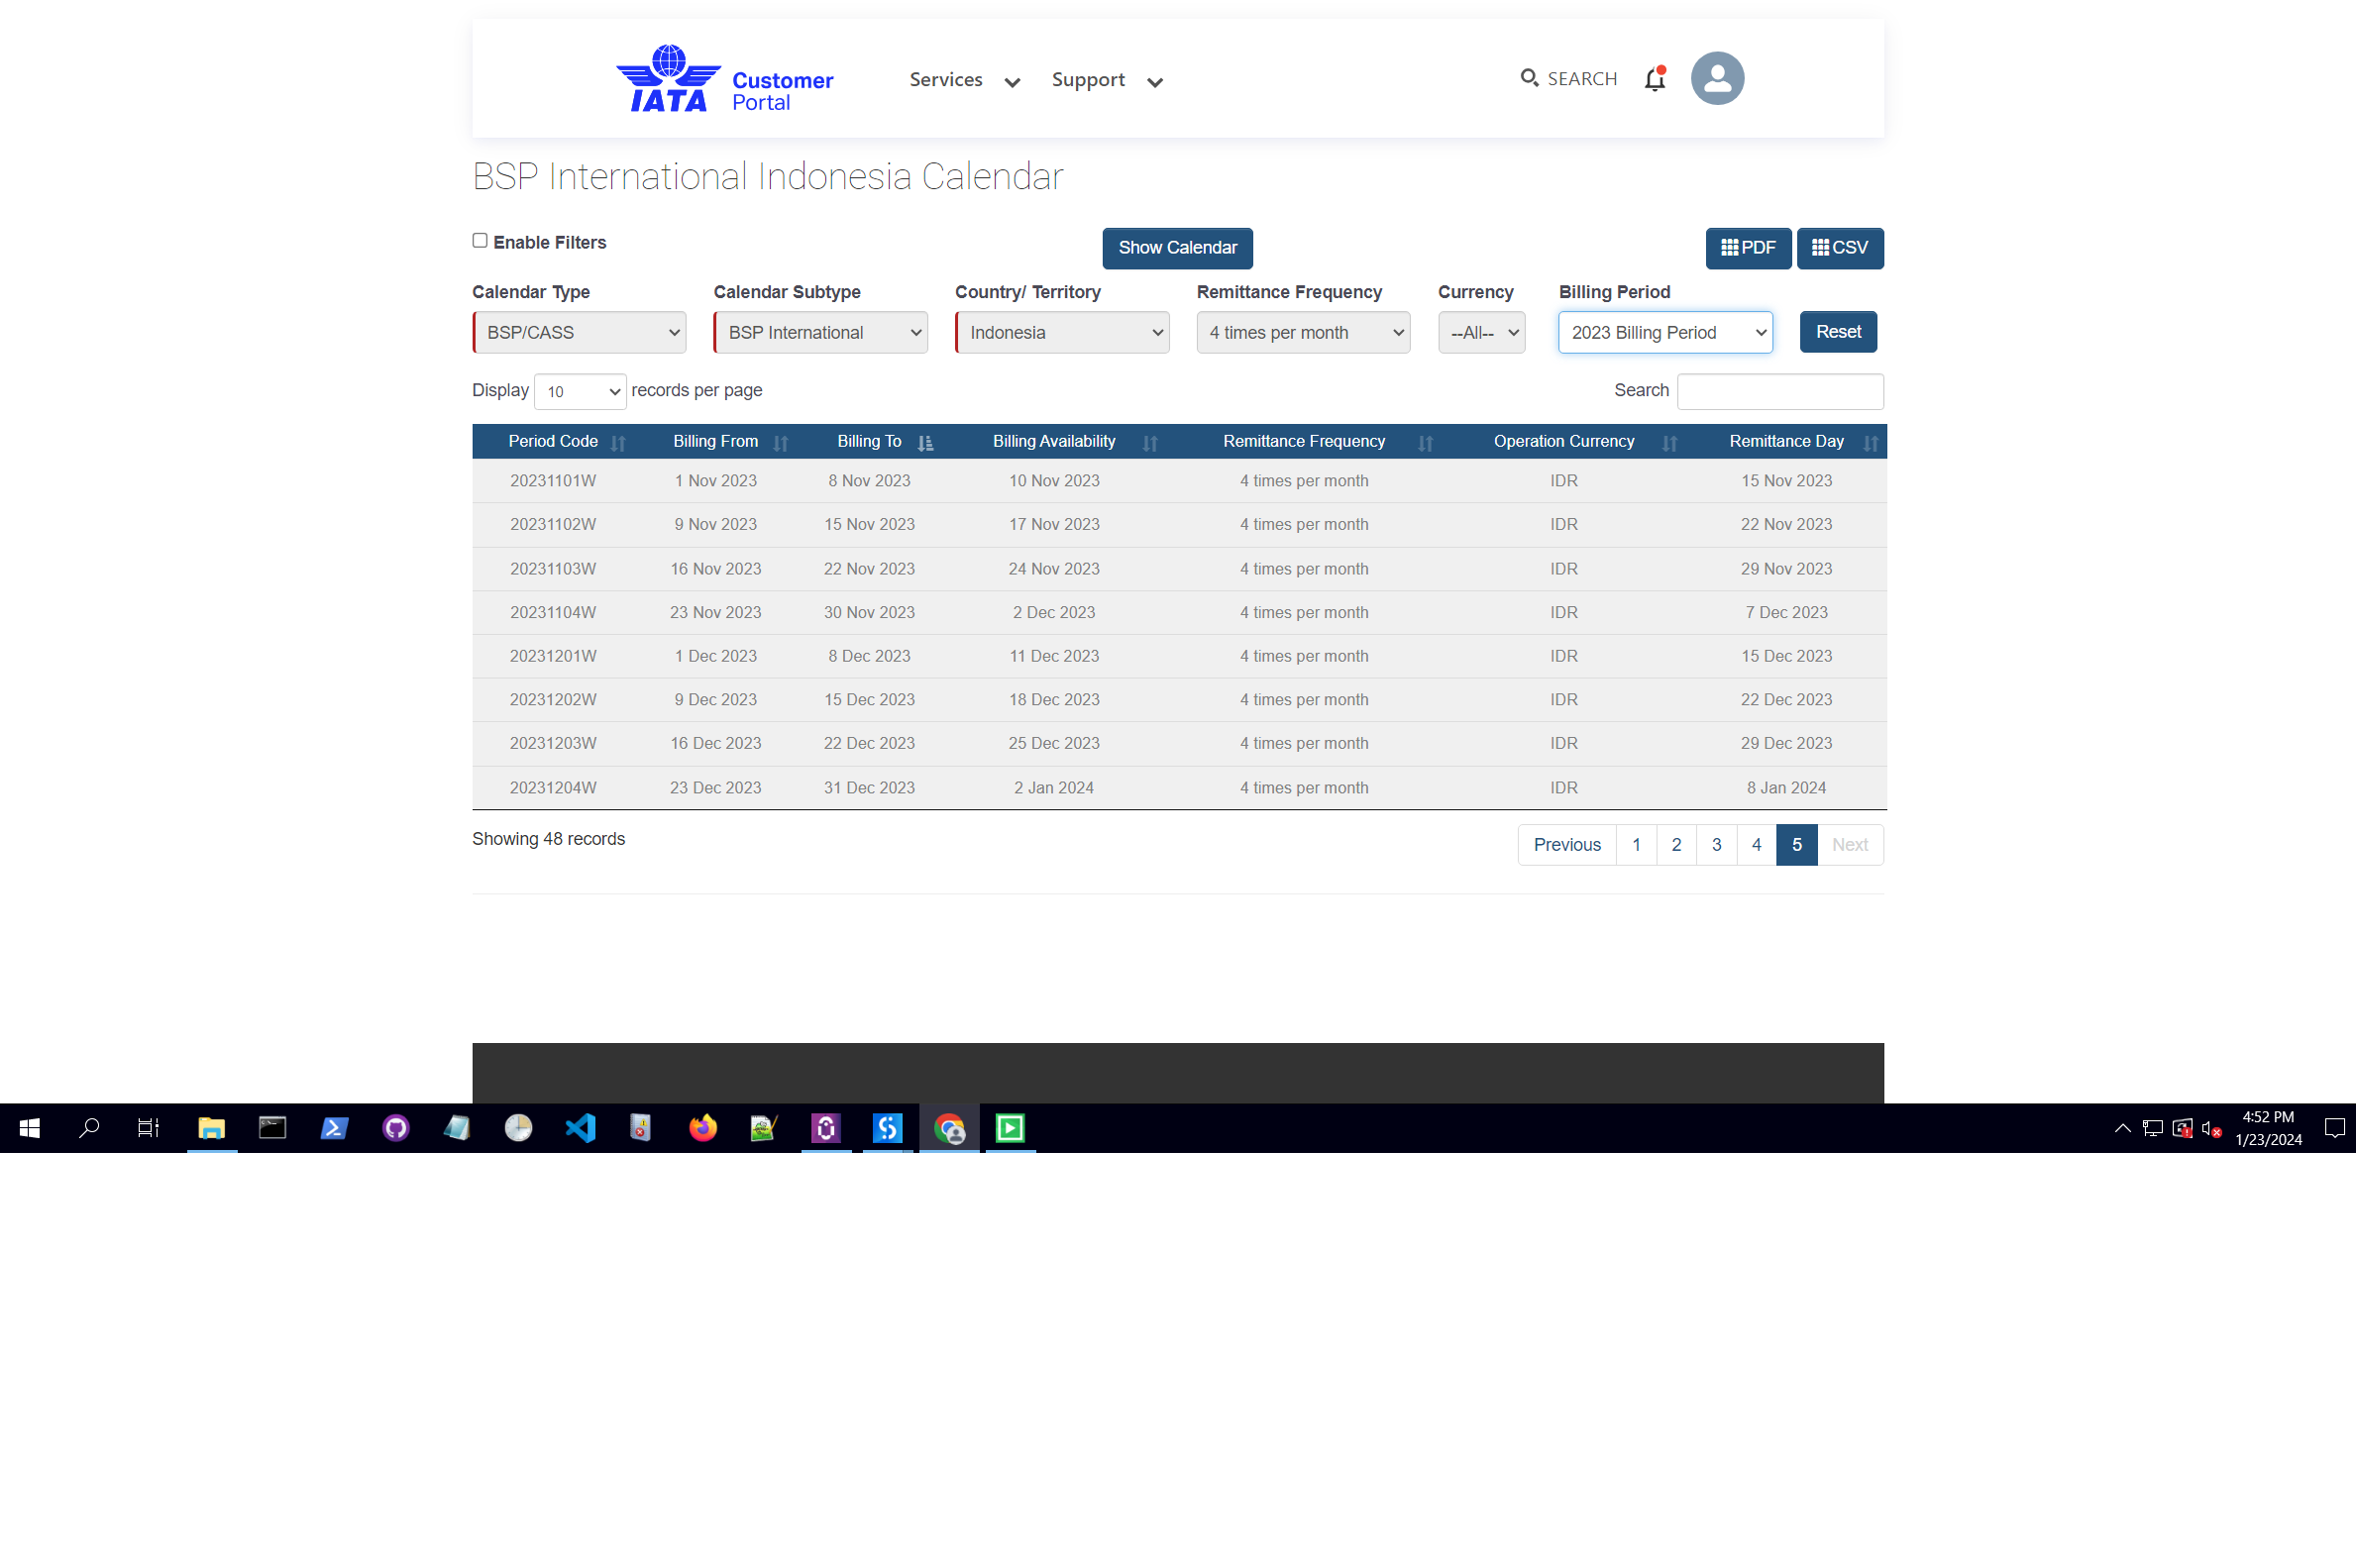 IATA Customer Portal Services Support SEARCH
BSP International Indonesia Calendar
Enable Filters Show Calendar PDF CSV
Calendar Type Calendar Subtype Country/ Territory Remittance Frequency Currency Billing Period
BSP/CASS BSP International Indonesia 4 times per month --All-- 2023 Billing Period Reset
Display 10 records per page Search
Period Code Billing From Billing To Billing Availability Remittance Frequency Operation Currency Remittance Day
20231101W 1 Nov 2023 8 Nov 2023 10 Nov 2023 4 times per month IDR 15 Nov 2023
20231102W 9 Nov 2023 15 Nov 2023 17 Nov 2023 4 times per month IDR 22 Nov 2023
20231103W 16 Nov 2023 22 Nov 2023 24 Nov 2023 4 times per month IDR 29 Nov 2023
20231104W 23 Nov 2023 30 Nov 2023 2 Dec 2023 4 times per month IDR 7 Dec 2023
20231201W 1 Dec 2023 8 Dec 2023 11 Dec 2023 4 times per month IDR 15 Dec 2023
20231202W 9 Dec 2023 15 Dec 2023 18 Dec 2023 4 times per month IDR 22 Dec 2023
20231203W 16 Dec 2023 22 Dec 2023 25 Dec 2023 4 times per month IDR 29 Dec 2023
20231204W 23 Dec 2023 31 Dec 2023 2 Jan 2024 4 times per month IDR 8 Jan 2024
Showing 48 records Previous 1 2 3 4 5 Next
4:52 PM
1/23/2024